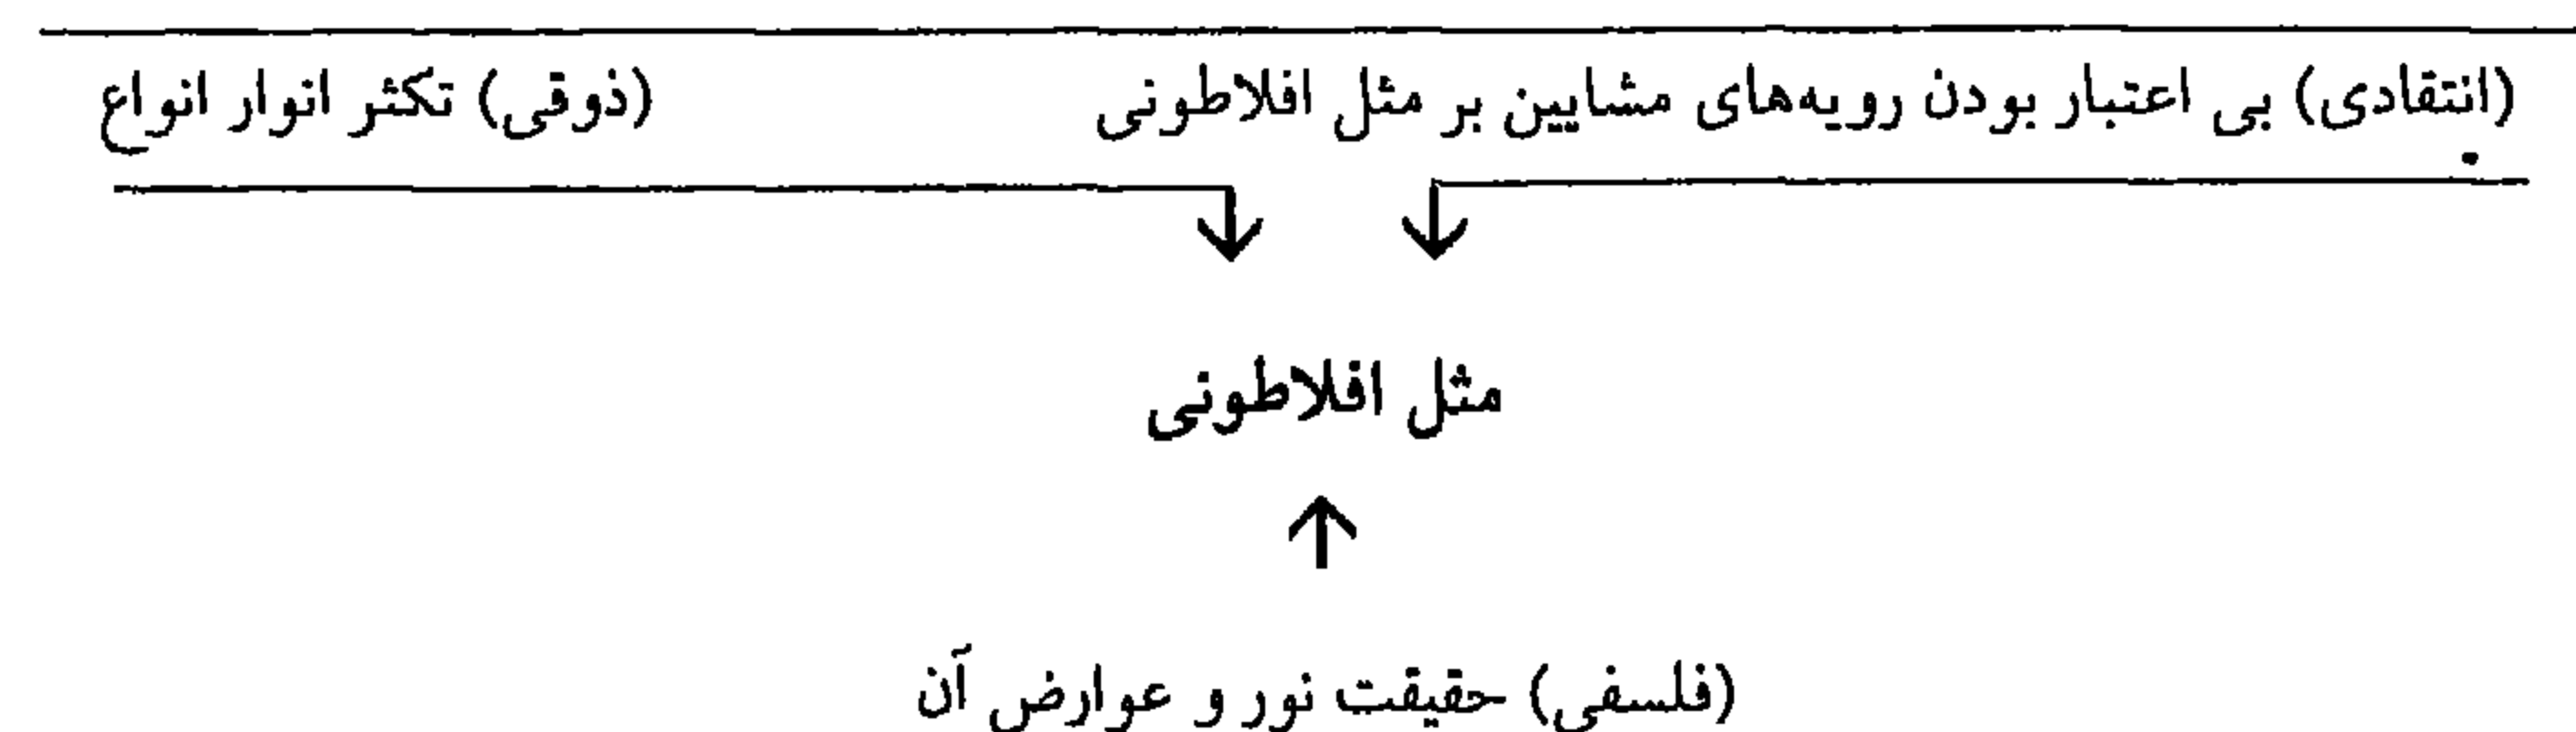 (انتقادی) بی اعتبار بودن رویه‌های مشایین بر مثل افلاطونی (ذوقی) تکثر انوار انواع
مثل افلاطونی
(فلسفی) حقیقت نور و عوارض آن